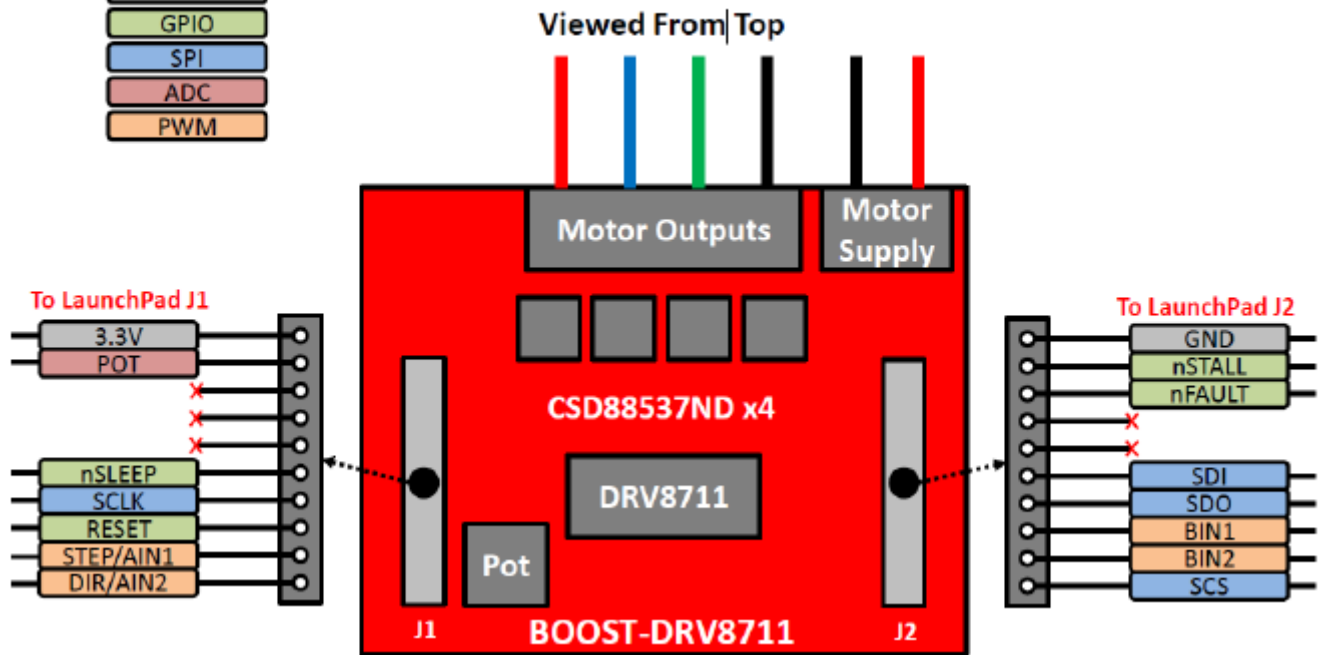 GPIO
SPI
ADC
PWM
Viewed From Top
Motor Outputs
Motor
Supply
To LaunchPad J1
3.3V
POT
nSLEEP
SCLK
RESET
STEP/AIN1
DIR/AIN2
CSD88537ND x4
DRV8711
Pot
J1
BOOST-DRV8711
J2
To LaunchPad J2
GND
nSTALL
nFAULT
SDI
SDO
BIN1
BIN2
SCS